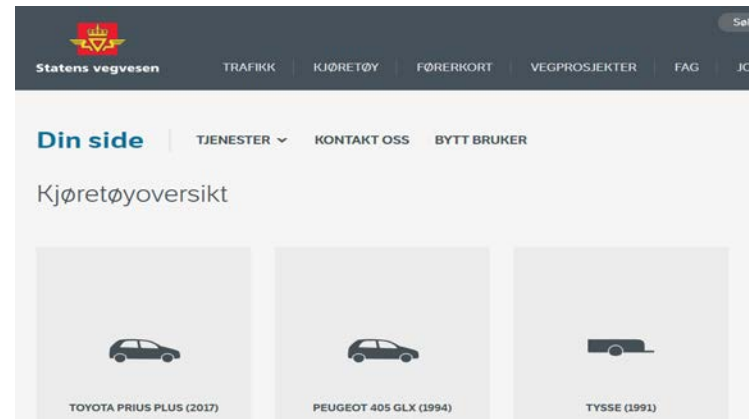 Statens vegvesen
TRAFIKK KJØRETØY FØRERKORT VEGPROSJEKTER FAG
Din side TJENESTER KONTAKT OSS BYTT BRUKER
Kjøretøyoversikt
TOYOTA PRIUS PLUS (2017) PEUGEOT 405 GLX (1994) TYSSE (1991)